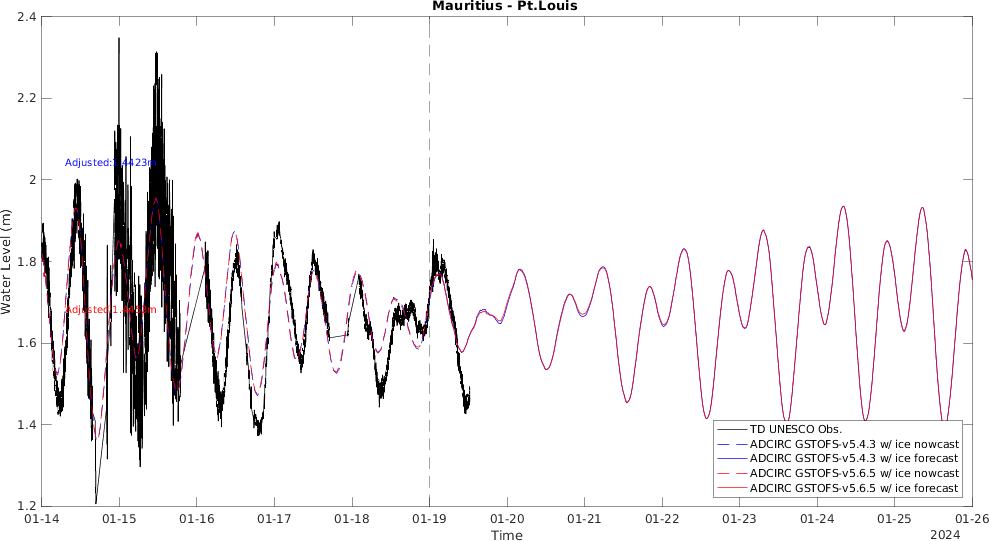 Mauritius - Pt.Louis
2.4
2.2
2
1.8
1.6
1.4
1.2
Water Level (m)
Adjusted:
Adjusted:
01-14 01-15 01-16 01-17 01-18 01-19 01-20 01-21 01-22 01-23 01-24 01-25 01-26
2024
Time
TD UNESCO Obs.
ADCIRC GSTOFS-v5.4.3 w/ ice nowcast
ADCIRC GSTOFS-v5.4.3 w/ ice forecast
ADCIRC GSTOFS-v5.6.5 w/ ice nowcast
ADCIRC GSTOFS-v5.6.5 w/ ice forecast